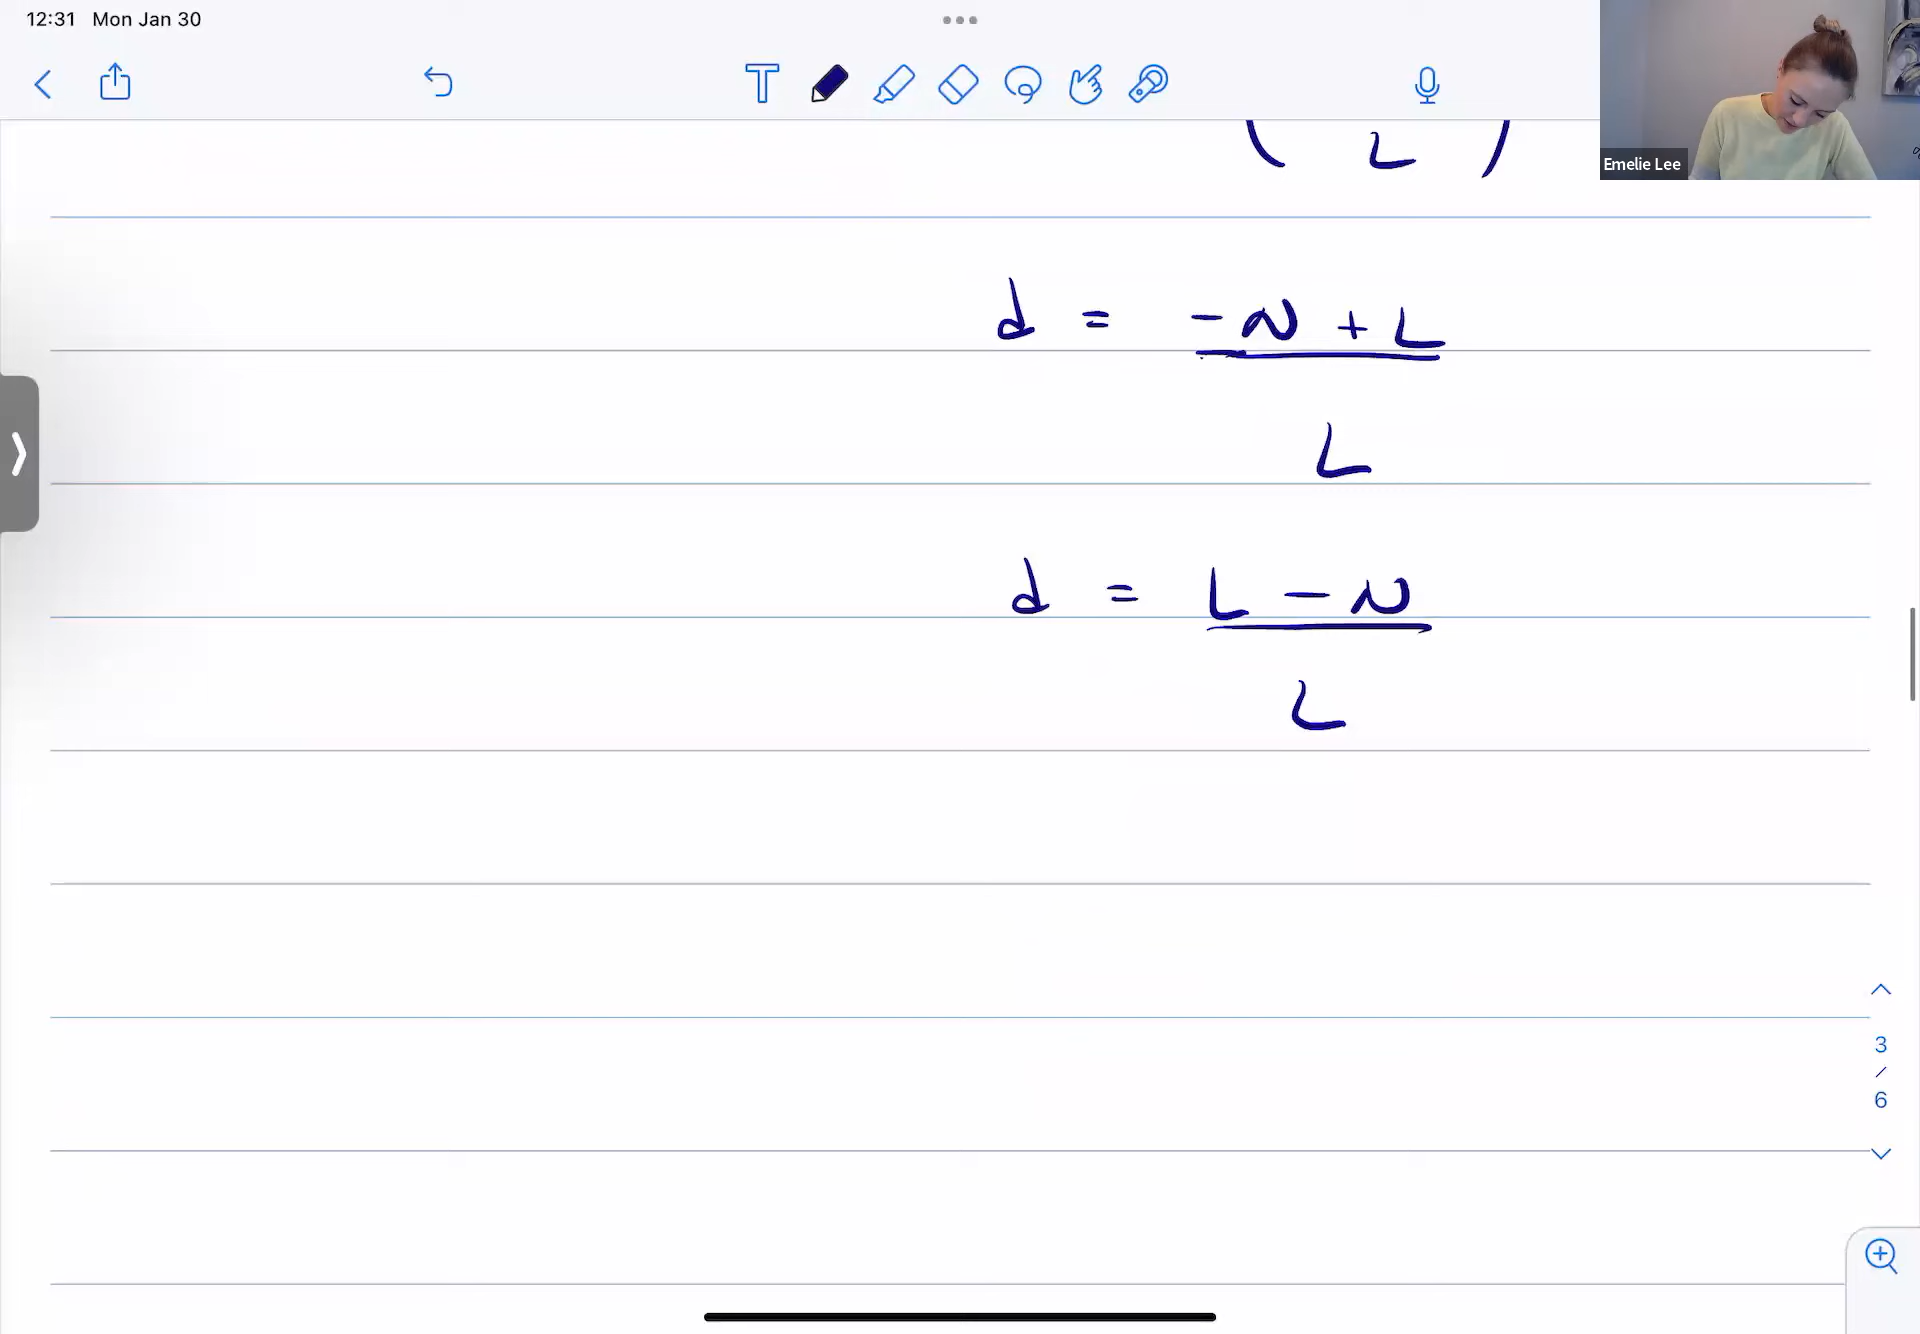 12:31 Mon Jan 30
( L )
Emelie Lee
d = -N + L
L
d = L - N
L
3
/
6